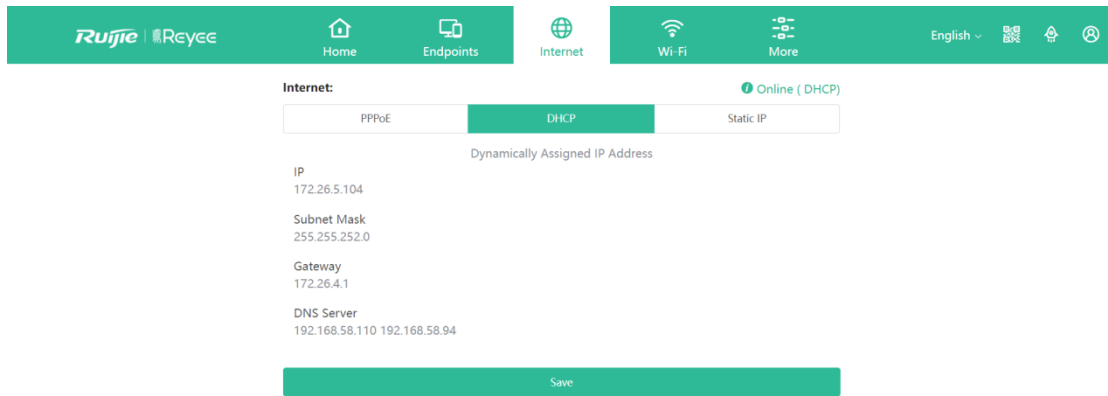 Ruijie | Reyee
Home
Endpoints
Internet
Wi-Fi
More
English
Internet:
Online ( DHCP)
PPPoE
DHCP
Static IP
Dynamically Assigned IP Address
IP
172.26.5.104
Subnet Mask
255.255.252.0
Gateway
172.26.4.1
DNS Server
192.168.58.110 192.168.58.94
Save